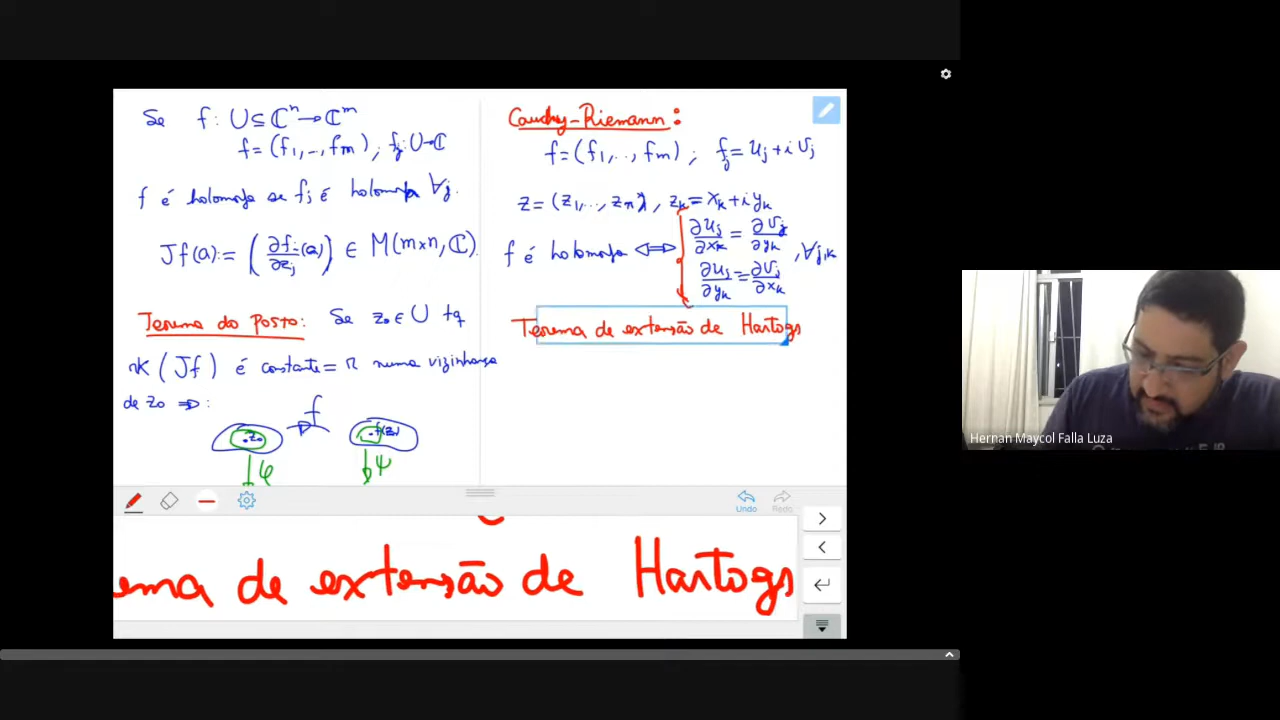 Se f: U ⊆ ℂⁿ → ℂᵐ
f = (f₁, ..., fm) ; fj: U → ℂ
f é holomorfa se fj é holomorfa ∀j.
Jf(a) := (∂fi/∂zj (a)) ∈ M(m×n, ℂ).
Teorema do Posto: Se z₀ ∈ U tq
rk (Jf) é constante = r numa vizinhança
de z₀ ⇒ :
f
z₀ f(z₀)
φ ψ
Cauchy-Riemann:
f = (f₁, .., fm) ; fj = uj + i vj
z = (z₁, ..., zn), zk = xk + i yk
f é holomorfa ⟺ { ∂uj/∂xk = ∂vj/∂yk
∂uj/∂yk = ∂vj/∂xk , ∀j,k
Teorema de extensão de Hartogs
Undo Redo
ema de extensão de Hartogs
Hernan Maycol Falla Luza